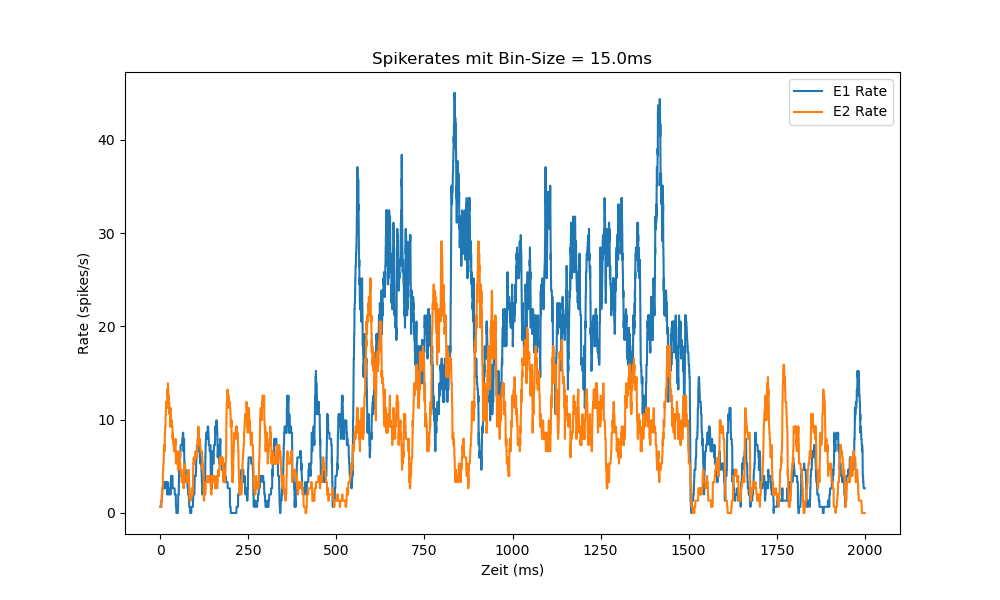 Spikerates mit Bin-Size = 15.0ms
E1 Rate
E2 Rate
Rate (spikes/s)
40
30
20
10
0
0 250 500 750 1000 1250 1500 1750 2000
Zeit (ms)